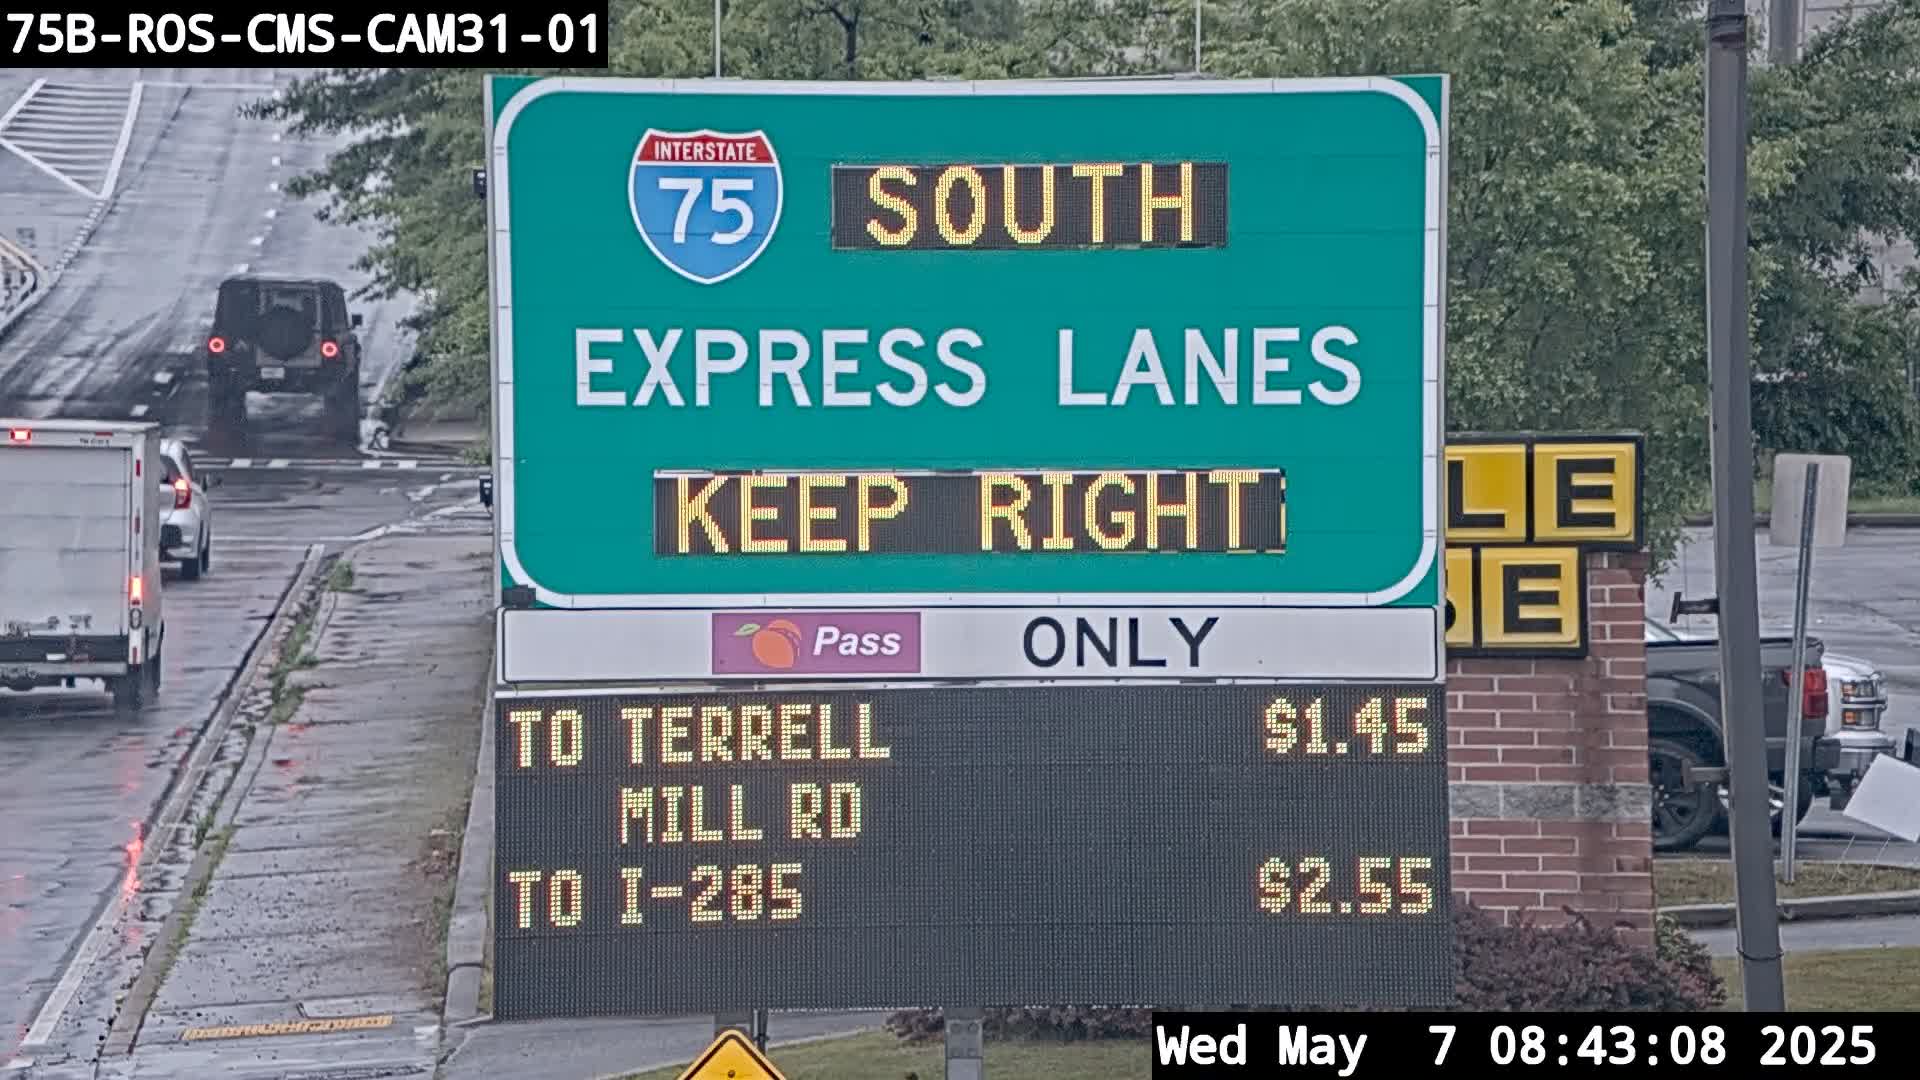 75B-ROS-CMS-CAM31-01
INTERSTATE
75
SOUTH
EXPRESS LANES
KEEP RIGHT
Pass ONLY
TO TERRELL $1.45
MILL RD
TO I-285 $2.55
LE
E
Wed May 7 08:43:08 2025